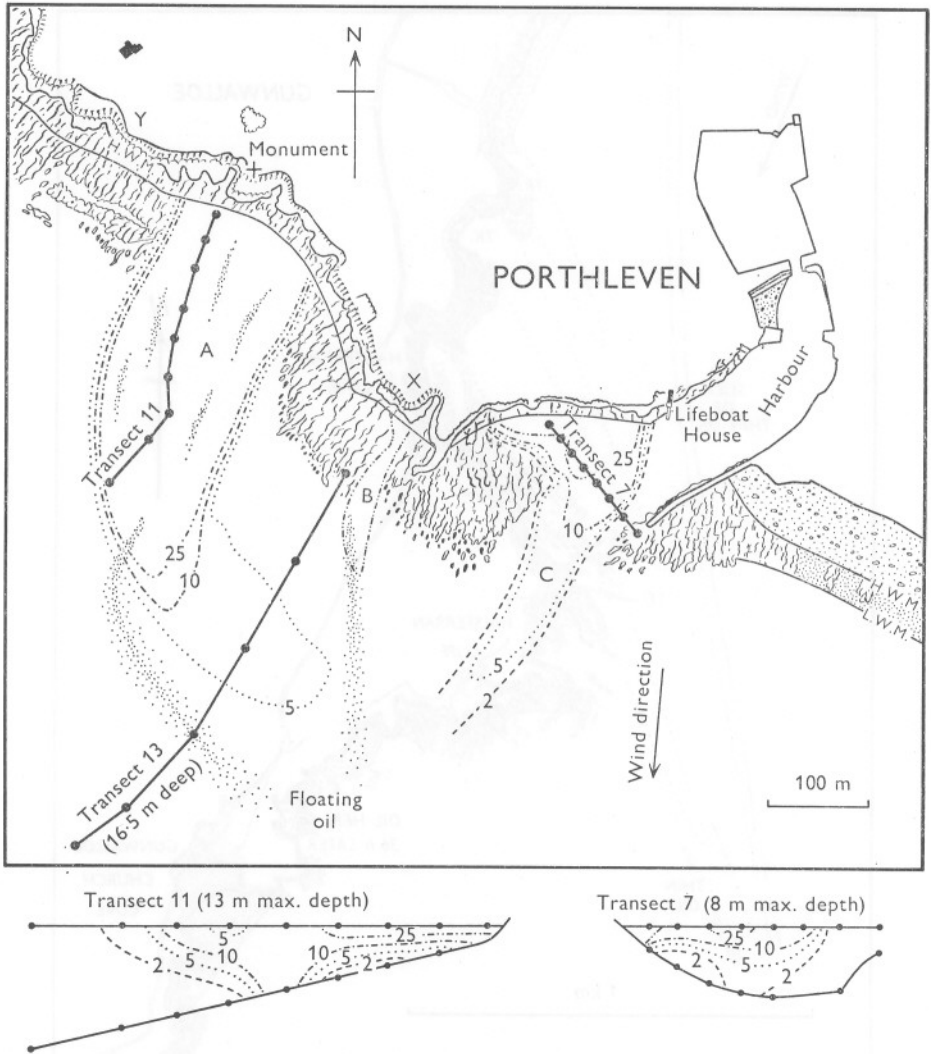 N
Y
Monument
H. W. M.
PORTHLEVEN
A
X
Harbour
Lifeboat
House
Transect 11
Transect 7
25
B
10
25
10
C
5
5
2
H. W. M.
L. W. M.
Wind direction
Transect 13
(16·5 m deep)
Floating
oil
100 m
Transect 11 (13 m max. depth)
Transect 7 (8 m max. depth)
5
25
10
10
5
2
5
2
25
10
5
2
2